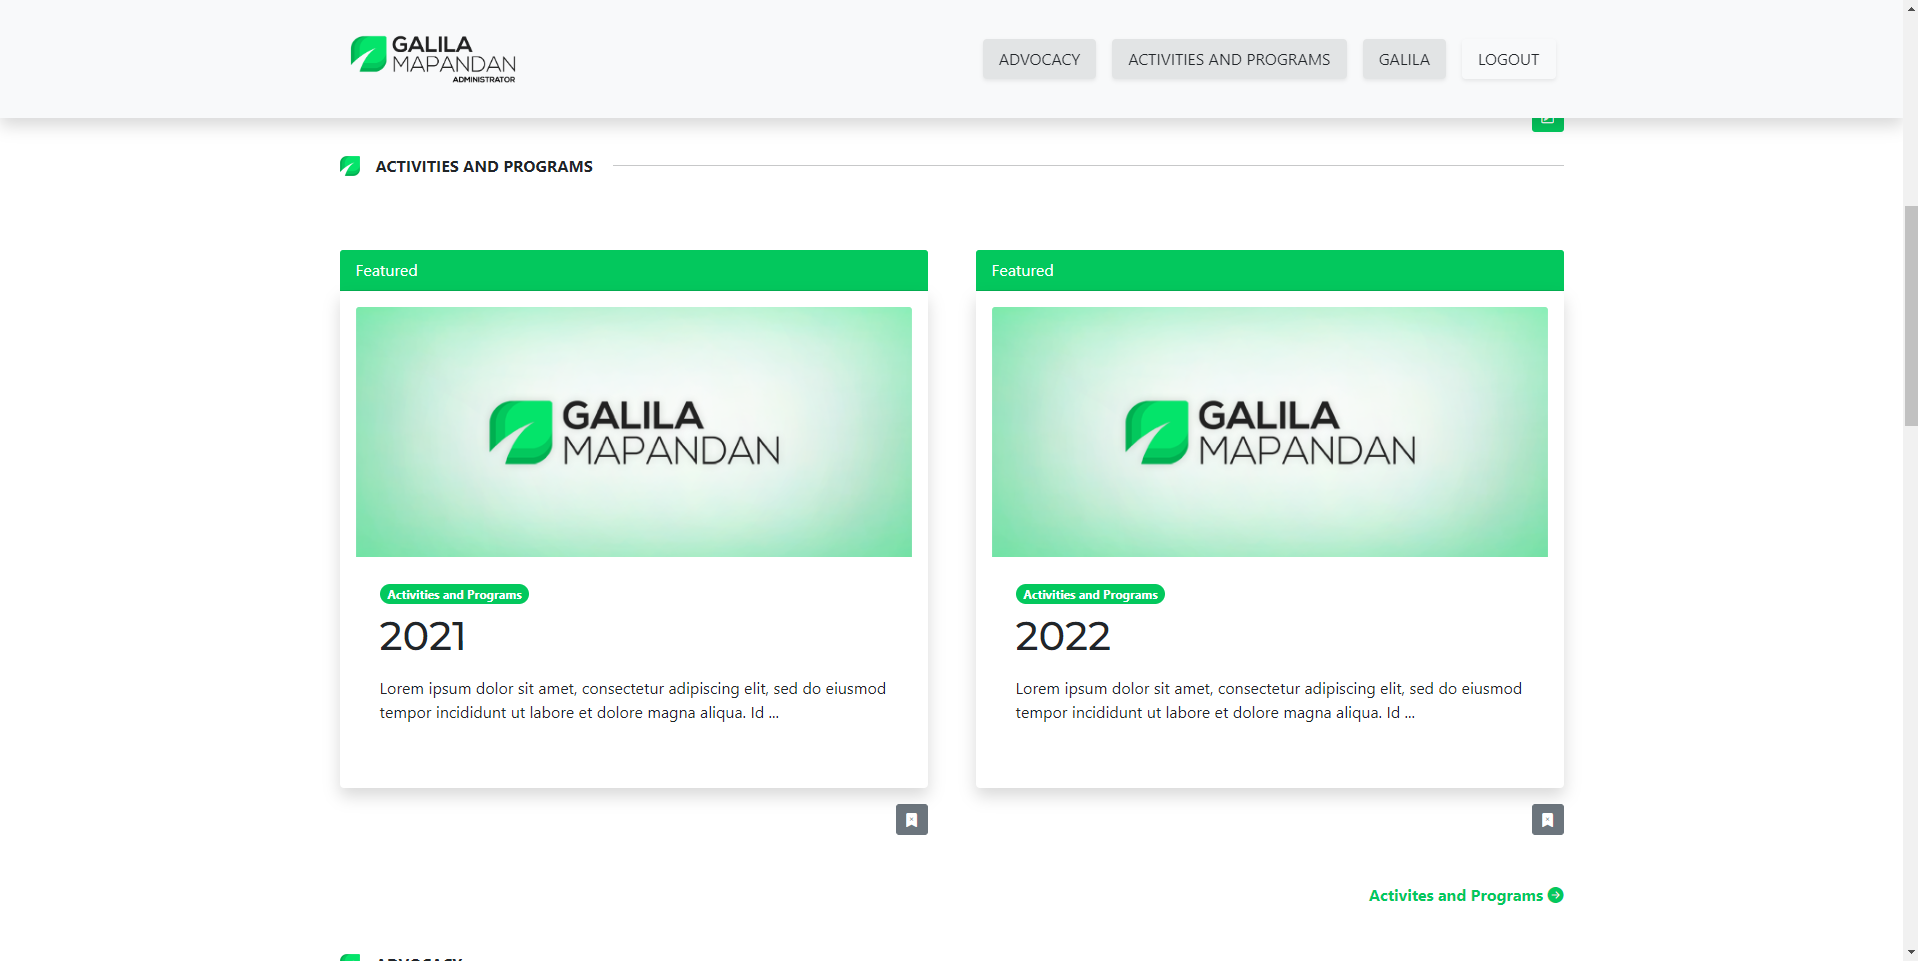 GALILA
MAPANDAN
ADMINISTRATOR
ADVOCACY
ACTIVITIES AND PROGRAMS
GALILA
LOGOUT
ACTIVITIES AND PROGRAMS
Featured
GALILA
MAPANDAN
Activities and Programs
2021
Lorem ipsum dolor sit amet, consectetur adipiscing elit, sed do eiusmod
tempor incididunt ut labore et dolore magna aliqua. Id ...
Featured
GALILA
MAPANDAN
Activities and Programs
2022
Lorem ipsum dolor sit amet, consectetur adipiscing elit, sed do eiusmod
tempor incididunt ut labore et dolore magna aliqua. Id ...
Activites and Programs
ADVOCACY